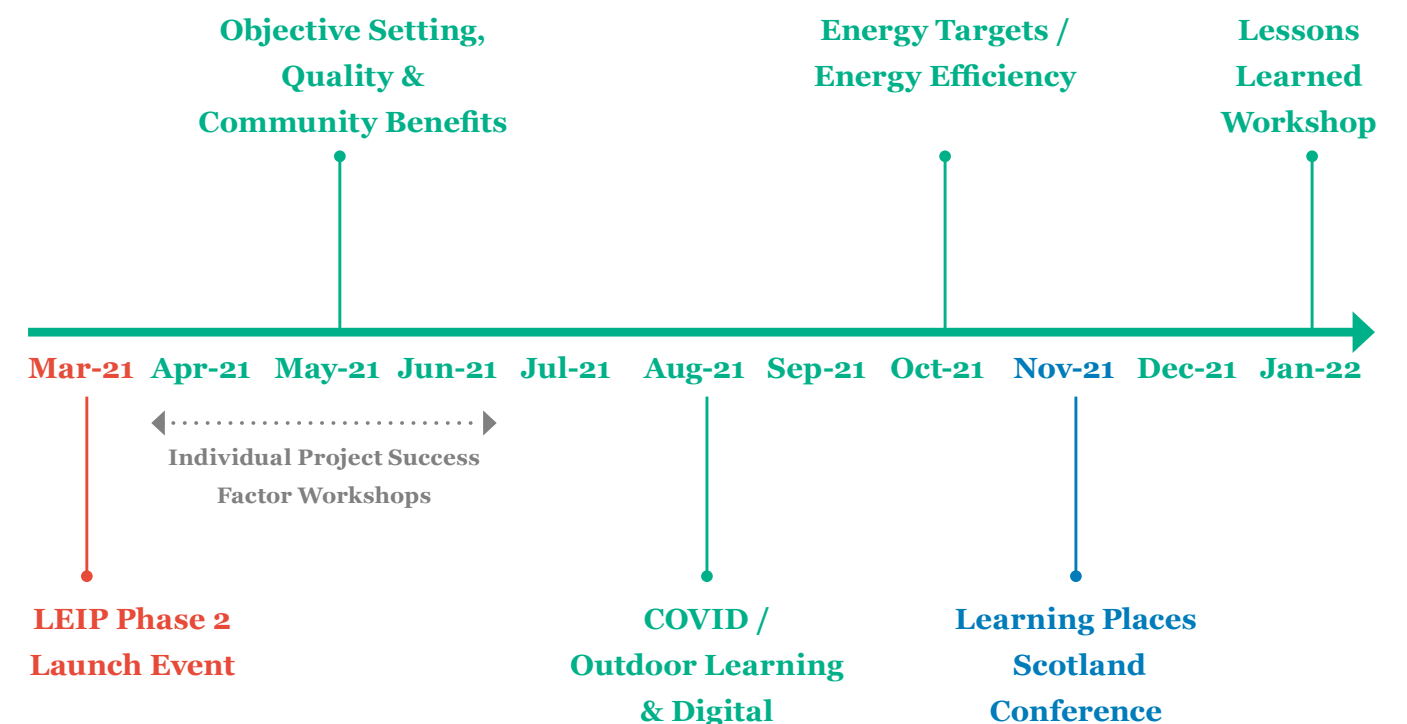 Objective Setting,
Quality &
Community Benefits
Energy Targets /
Energy Efficiency
Lessons
Learned
Workshop
Mar-21 Apr-21 May-21 Jun-21 Jul-21 Aug-21 Sep-21 Oct-21 Nov-21 Dec-21 Jan-22
Individual Project Success
Factor Workshops
LEIP Phase 2
Launch Event
COVID /
Outdoor Learning
& Digital
Learning Places
Scotland
Conference